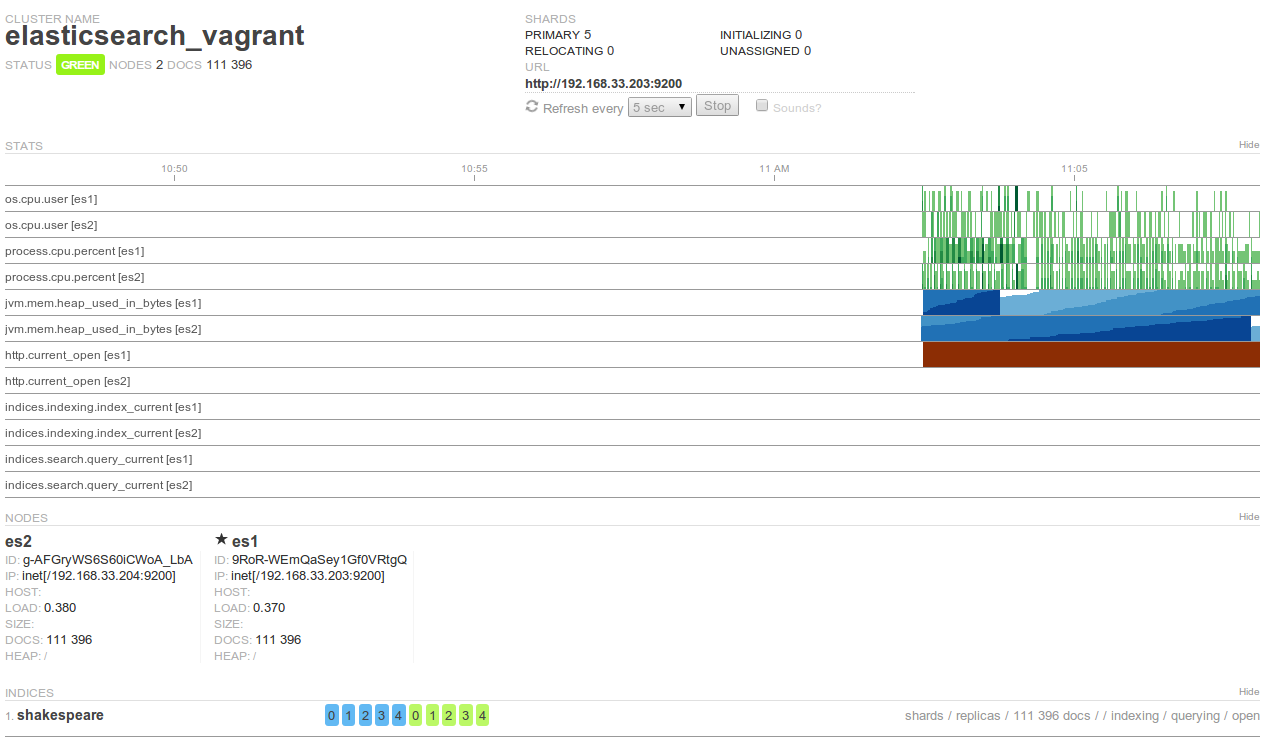 CLUSTER NAME
elasticsearch_vagrant
STATUS GREEN NODES 2 DOCS 111 396
SHARDS
PRIMARY 5 INITIALIZING 0
RELOCATING 0 UNASSIGNED 0
URL
http://192.168.33.203:9200
Refresh every 5 sec Stop Sounds?
STATS Hide
10:50 10:55 11 AM 11:05
os.cpu.user [es1]
os.cpu.user [es2]
process.cpu.percent [es1]
process.cpu.percent [es2]
jvm.mem.heap_used_in_bytes [es1]
jvm.mem.heap_used_in_bytes [es2]
http.current_open [es1]
http.current_open [es2]
indices.indexing.index_current [es1]
indices.indexing.index_current [es2]
indices.search.query_current [es1]
indices.search.query_current [es2]
NODES Hide
es2
ID: g-AFGryWS6S60iCWoA_LbA
IP: inet[/192.168.33.204:9200]
HOST:
LOAD: 0.380
SIZE:
DOCS: 111 396
HEAP: /
★ es1
ID: 9RoR-WEmQaSey1Gf0VRtgQ
IP: inet[/192.168.33.203:9200]
HOST:
LOAD: 0.370
SIZE:
DOCS: 111 396
HEAP: /
INDICES Hide
1. shakespeare 0 1 2 3 4 0 1 2 3 4 shards / replicas / 111 396 docs / / indexing / querying / open